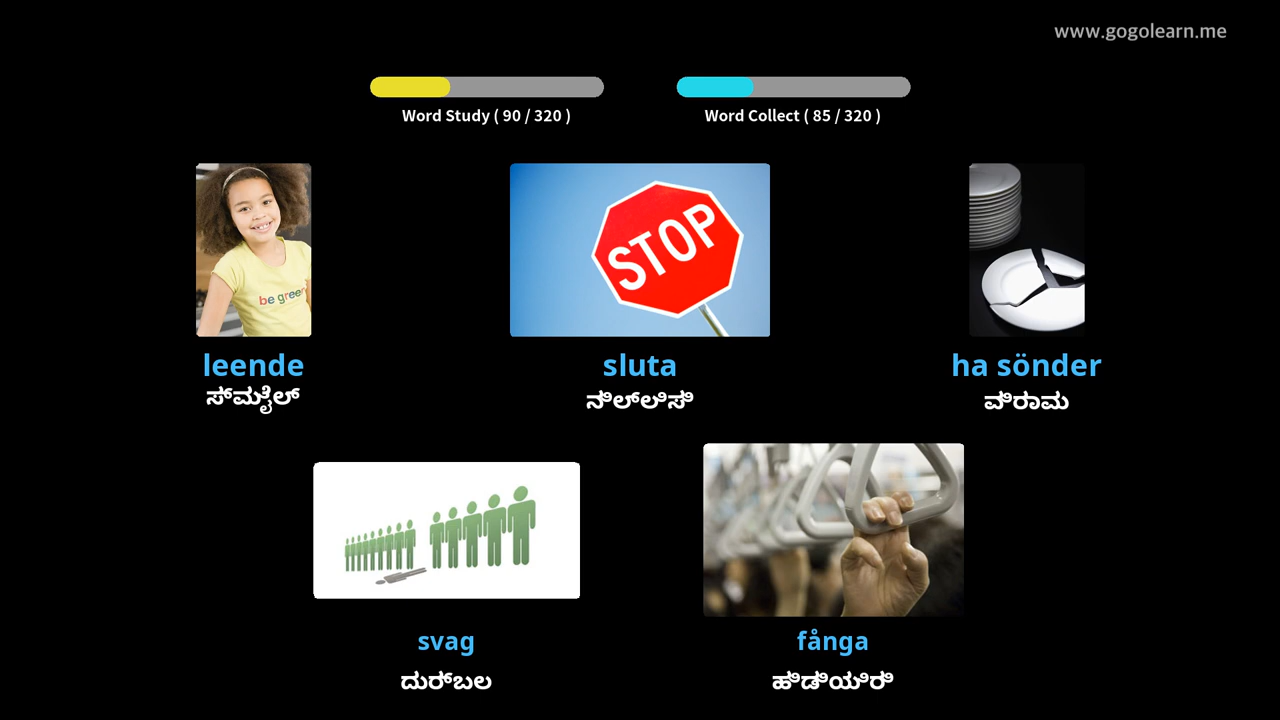 www.gogolearn.me
Word Study ( 90 / 320 )
Word Collect ( 85 / 320 )
be green
STOP
leende
sluta
ha sönder
ಸ್ಮೈಲ್
ನಿಲ್ಲಿಸಿ
ವಿರಾಮ
svag
fånga
ದುರ್ಬಲ
ಹಿಡಿಯಿರಿ